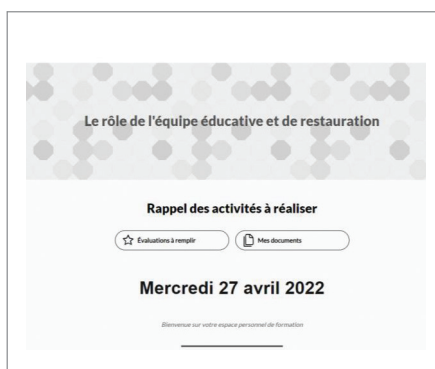 Le rôle de l'équipe éducative et de restauration
Rappel des activités à réaliser
Évaluations à remplir
Mes documents
Mercredi 27 avril 2022
Bienvenue sur votre espace personnel de formation